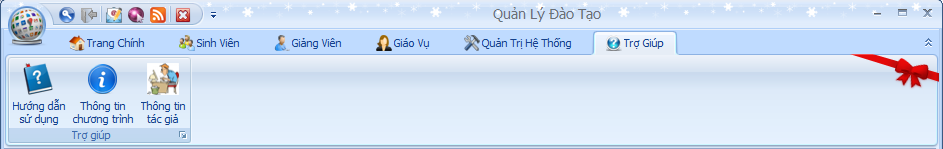 Quản Lý Đào Tạo
Trang Chính Sinh Viên Giảng Viên Giáo Vụ Quản Trị Hệ Thống Trợ Giúp
Hướng dẫn sử dụng
Thông tin chương trình
Thông tin tác giả
Trợ giúp